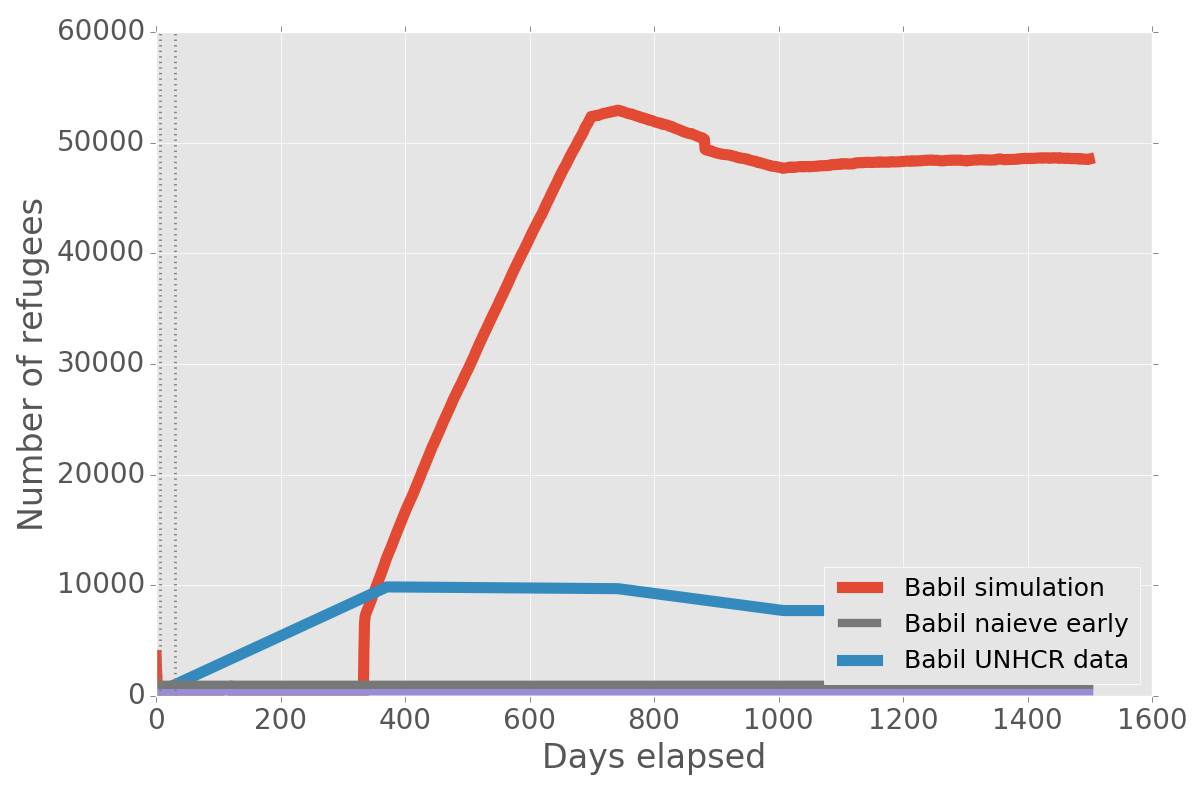 60000
50000
40000
30000
20000
10000
0
Number of refugees
Babil simulation
Babil naieve early
Babil UNHCR data
0 200 400 600 800 1000 1200 1400 1600
Days elapsed